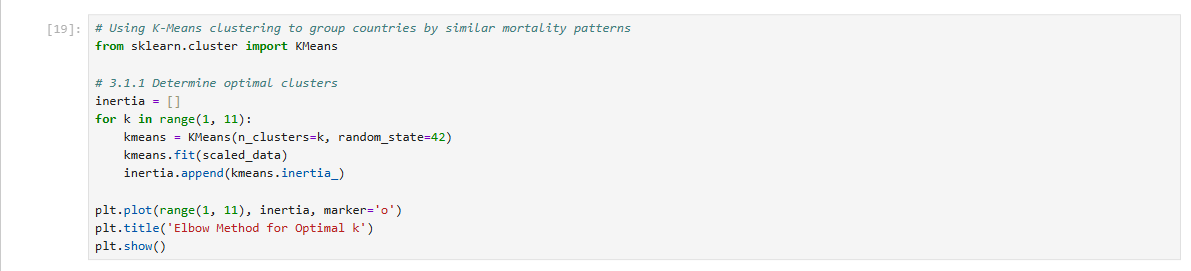 [19]: # Using K-Means clustering to group countries by similar mortality patterns
from sklearn.cluster import KMeans
# 3.1.1 Determine optimal clusters
inertia = []
for k in range(1, 11):
    kmeans = KMeans(n_clusters=k, random_state=42)
    kmeans.fit(scaled_data)
    inertia.append(kmeans.inertia_)
plt.plot(range(1, 11), inertia, marker='o')
plt.title('Elbow Method for Optimal k')
plt.show()